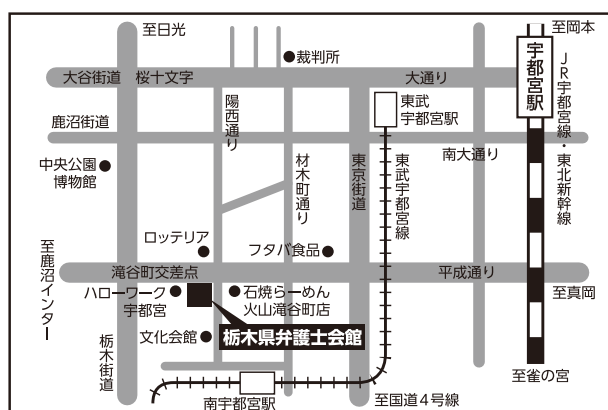 至日光
至岡本
裁判所
宇都宮駅
JR宇都宮線・東北新幹線
大谷街道
桜十文字
大通り
陽西通り
東武
宇都宮駅
鹿沼街道
南大通り
中央公園
博物館
材木町通り
東京街道
東武宇都宮線
ロッテリア
フタバ食品
至鹿沼インター
滝谷町交差点
平成通り
ハローワーク
宇都宮
石焼らーめん
火山滝谷町店
至真岡
栃木街道
文化会館
栃木県弁護士会館
至雀の宮
南宇都宮駅
至国道4号線